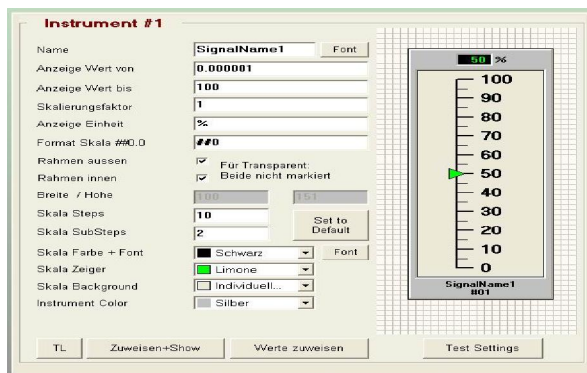 Instrument #1
Name SignalName1 Font
Anzeige Wert von 0.000001
Anzeige Wert bis 100
Skalierungsfaktor 1
Anzeige Einheit %
Format Skala ##0.0 ##0
Rahmen aussen Für Transparent:
Rahmen innen Beide nicht markiert
Breite / Hohe 100 151
Skala Steps 10 Set to
Skala SubSteps 2 Default
Skala Farbe + Font Schwarz Font
Skala Zeiger Limone
Skala Background Individuell...
Instrument Color Silber
50 %
100
90
80
70
60
50
40
30
20
10
0
SignalName1
#01
TL Zuweisen+Show Werte zuweisen Test Settings